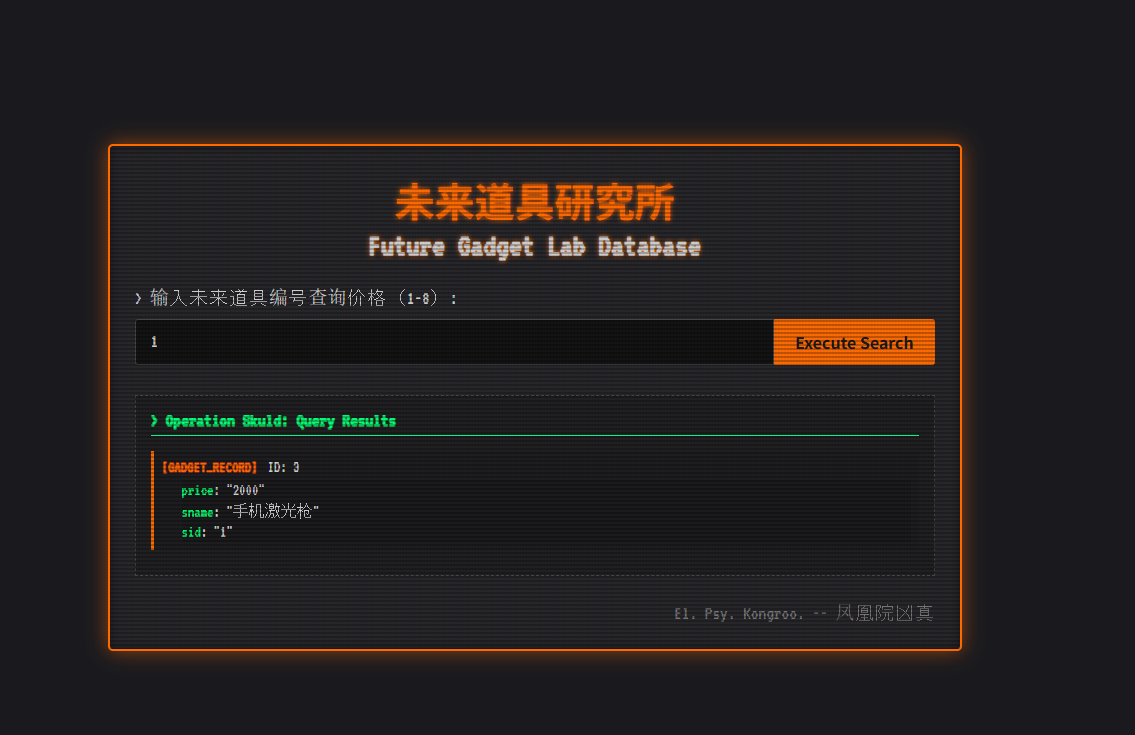 未来道具研究所
Future Gadget Lab Database
> 输入未来道具编号查询价格（1-8）:
1
Execute Search
> Operation Skuld: Query Results
[GADGET_RECORD] ID: 3
price: "2000"
sname: "手机激光枪"
sid: "1"
El. Psy. Kongroo. -- 凤凰院凶真